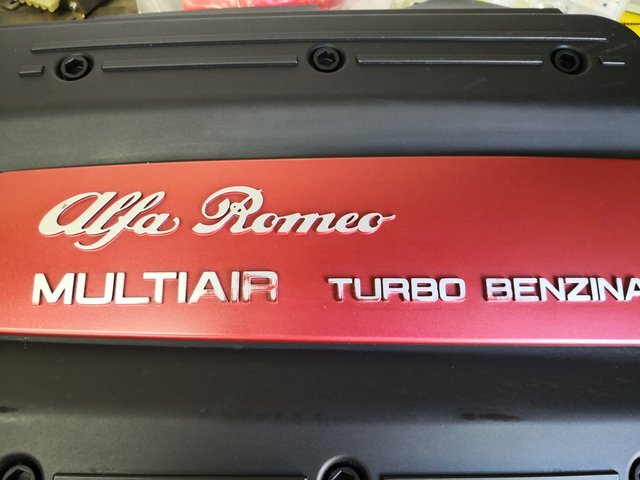 Alfa Romeo
MULTIAIR TURBO BENZINA